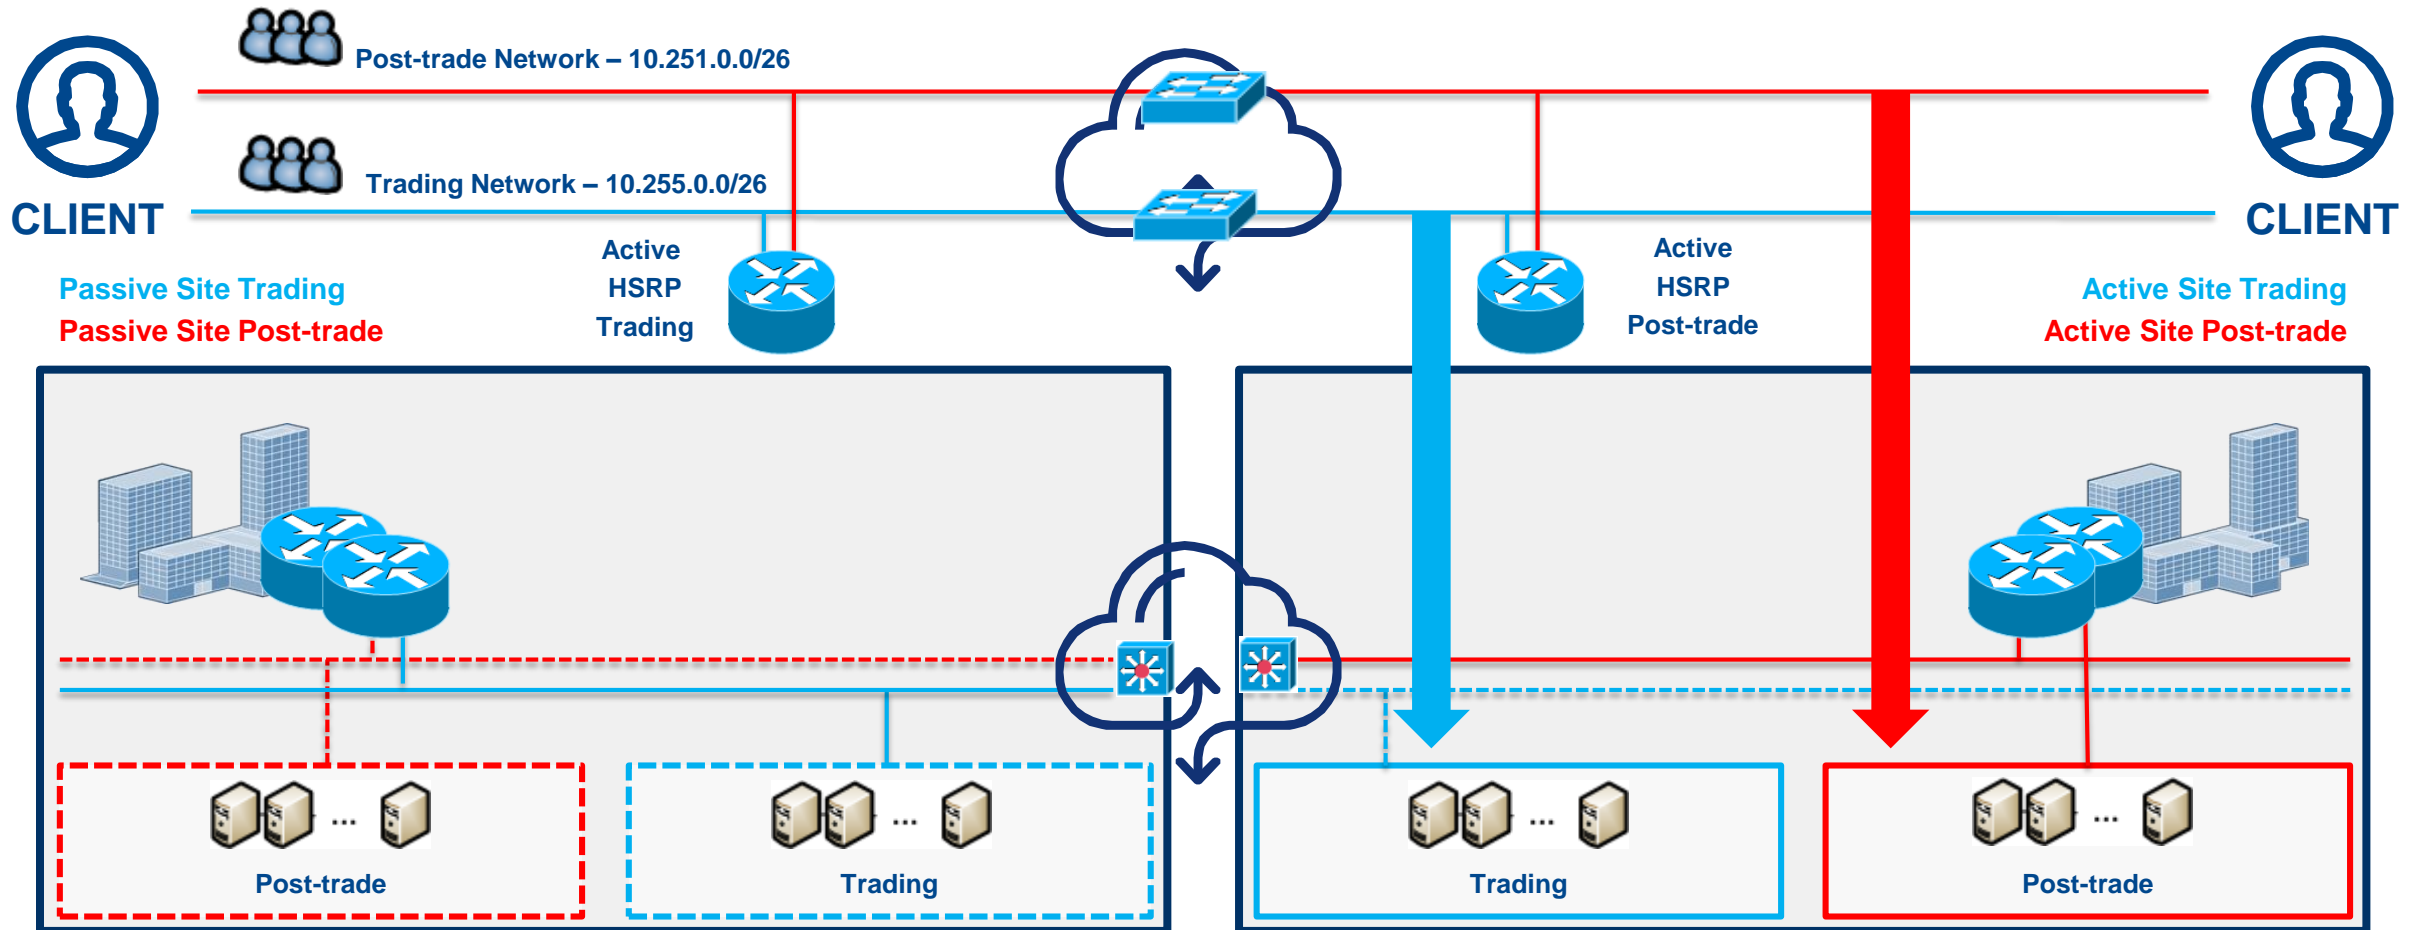 Post-trade Network – 10.251.0.0/26
Trading Network – 10.255.0.0/26
CLIENT
CLIENT
Active
HSRP
Trading
Active
HSRP
Post-trade
Passive Site Trading
Passive Site Post-trade
Active Site Trading
Active Site Post-trade
...
...
...
...
Post-trade
Trading
Trading
Post-trade